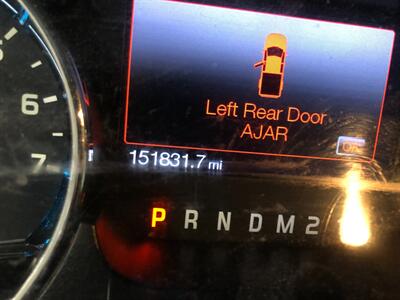 6
7
Left Rear Door
AJAR
151831.7 mi
P R N D M 2